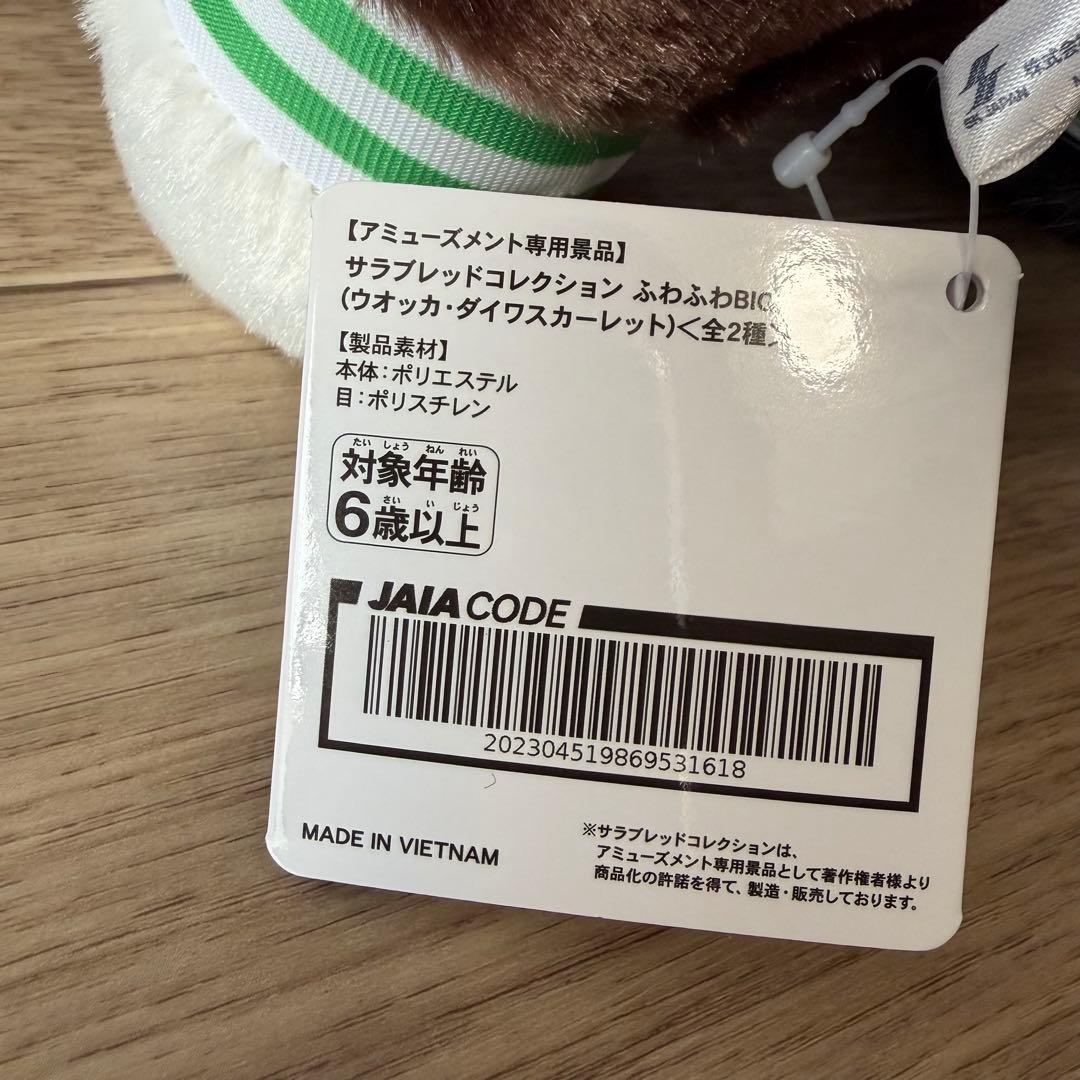 【アミューズメント専用景品】
サラブレッドコレクション ふわふわBIG
(ウオッカ・ダイワスカーレット)<全2種>
【製品素材】
本体:ポリエステル
目:ポリスチレン
たい しょう ねん れい
対象年齢
さい い じょう
6歳以上
JAIA CODE
202304519869531618
MADE IN VIETNAM
※サラブレッドコレクションは、
アミューズメント専用景品として著作権者様より
商品化の許諾を得て、製造・販売しております。